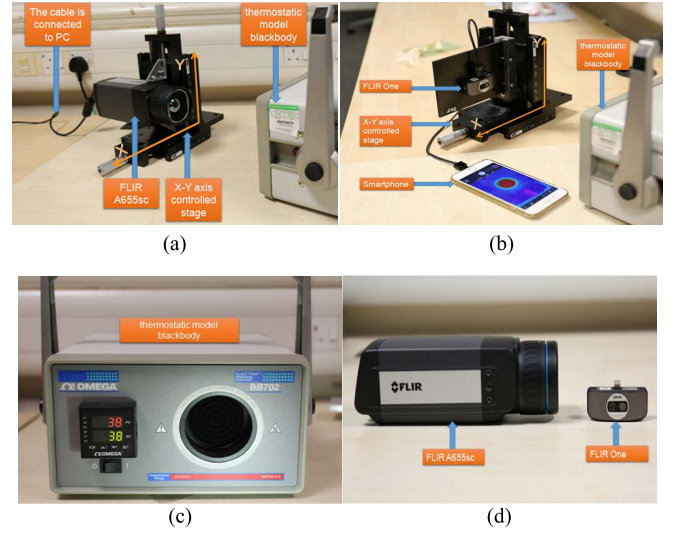 The cable is
connected
to PC
thermostatic
model
blackbody
Y
X
FLIR
A655sc
X-Y axis
controlled
stage
(a)
thermostatic
model
blackbody
FLIR One
X-Y axis
controlled
stage
Smartphone
Y
X
(b)
thermostatic model
blackbody
OMEGA
BB702
38
38
OMEGA
(c)
FLIR
FLIR A655sc
FLIR One
(d)